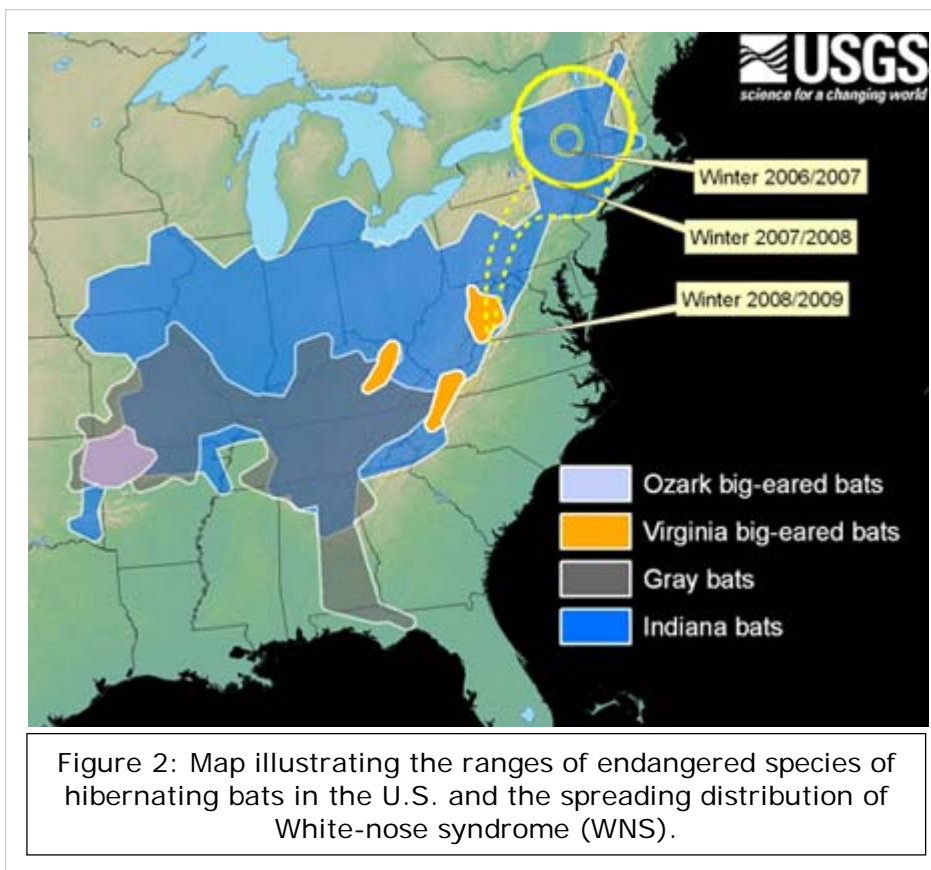 USGS
science for a changing world
Winter 2006/2007
Winter 2007/2008
Winter 2008/2009
Ozark big-eared bats
Virginia big-eared bats
Gray bats
Indiana bats
Figure 2: Map illustrating the ranges of endangered species of
hibernating bats in the U.S. and the spreading distribution of
White-nose syndrome (WNS).